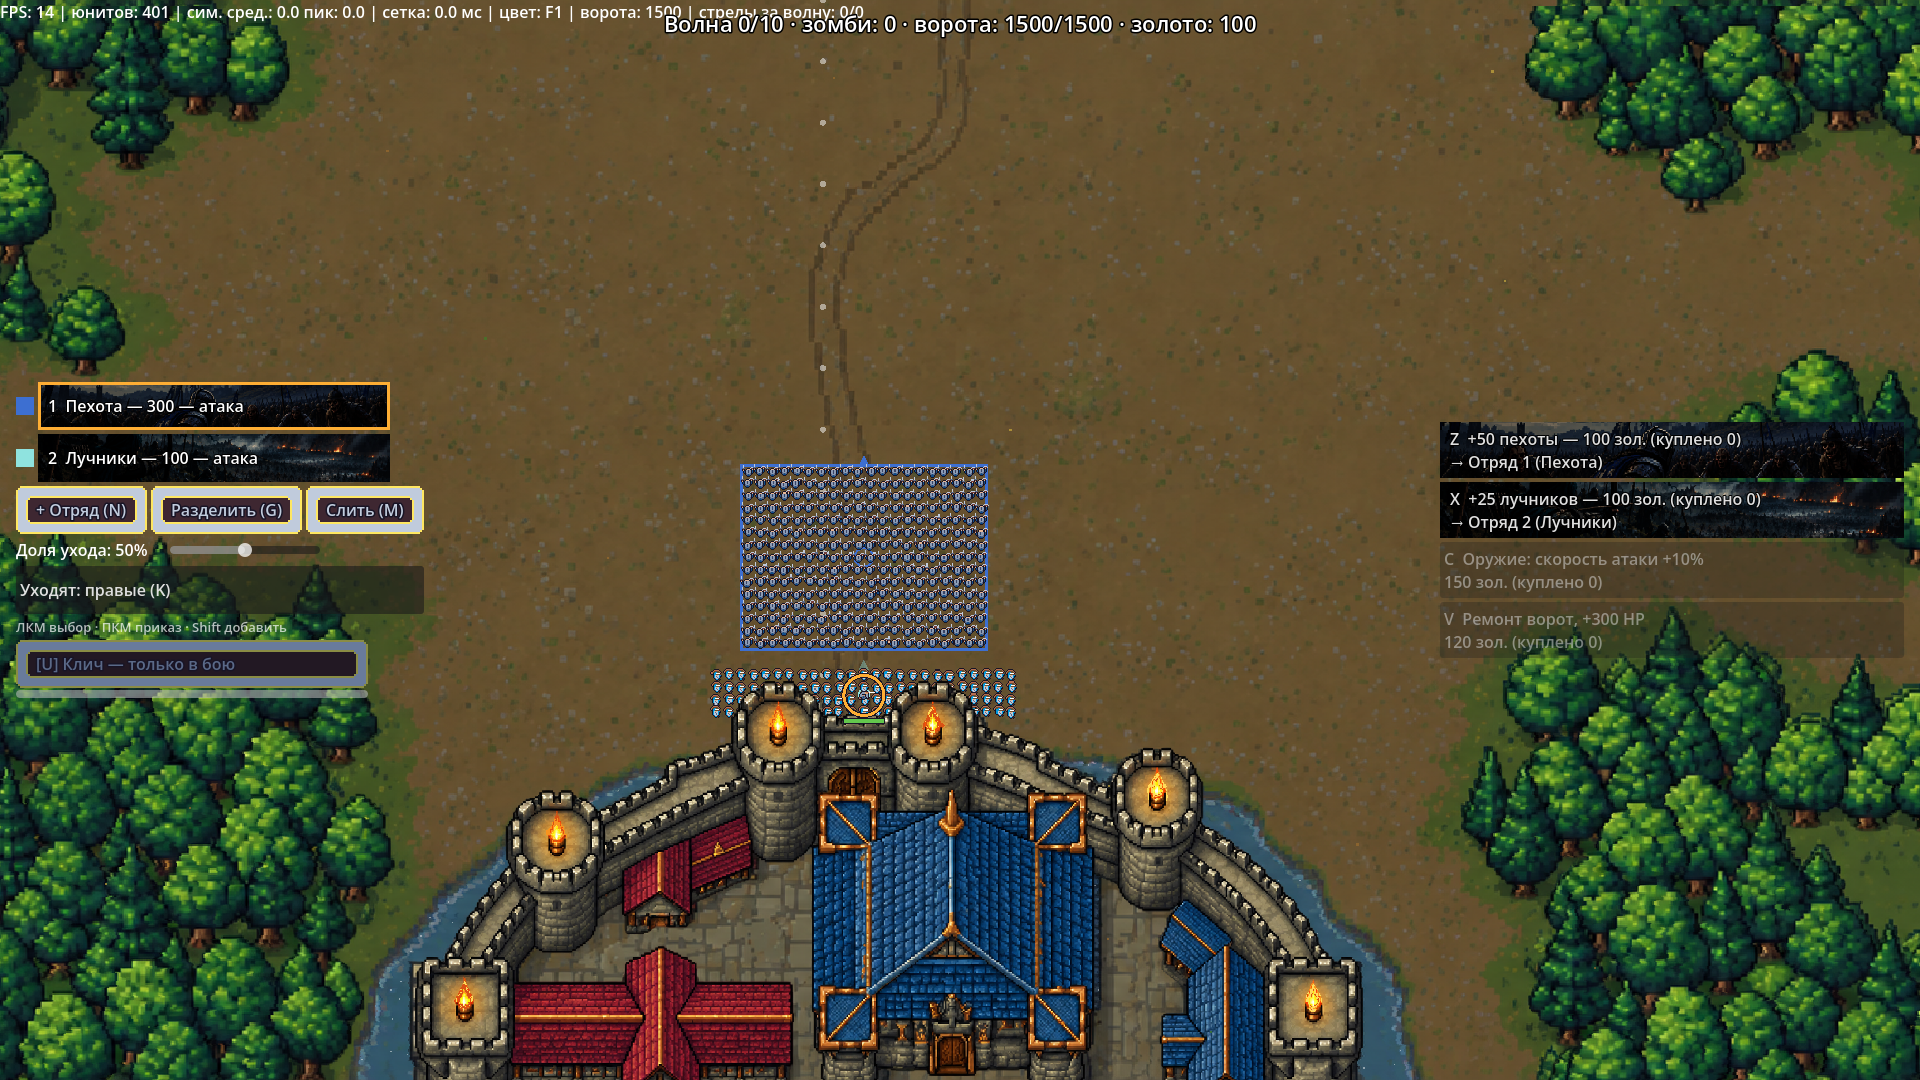 FPS: 14 | юнитов: 401 | сим. сред.: 0.0 пик: 0.0 | сетка: 0.0 мс | цвет: F1 | ворота: 1500 | стрелы за волну: 0/0
Волна 0/10 · зомби: 0 · ворота: 1500/1500 · золото: 100
1 Пехота — 300 — атака
2 Лучники — 100 — атака
+ Отряд (N) Разделить (G) Слить (M)
Доля ухода: 50%
Уходят: правые (K)
ЛКМ выбор · ПКМ приказ · Shift добавить
[U] Клич — только в бою
Z +50 пехоты — 100 зол. (куплено 0)
→ Отряд 1 (Пехота)
X +25 лучников — 100 зол. (куплено 0)
→ Отряд 2 (Лучники)
C Оружие: скорость атаки +10%
150 зол. (куплено 0)
V Ремонт ворот, +300 HP
120 зол. (куплено 0)